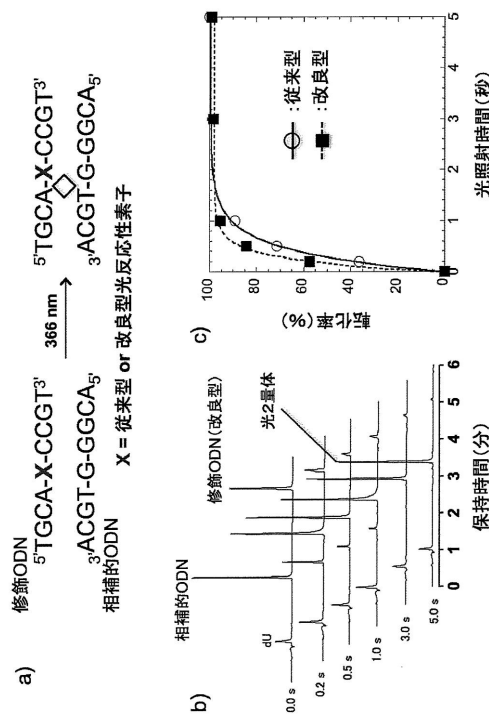 a)
修飾ODN
5'TGCA-X-CCGT3'
3'ACGT-G-GGCA5'
相補的ODN
366 nm
5'TGCA-X-CCGT3'
3'ACGT-G-GGCA5'
X = 従来型 or 改良型光反応性素子
b)
相補的ODN
修飾ODN(改良型)
光2量体
dU
0.0 s
0.2 s
0.5 s
1.0 s
3.0 s
5.0 s
0 1 2 3 4 5 6
保持時間(分)
c)
転化率(%)
100
80
60
40
20
0
:従来型
:改良型
0 1 2 3 4 5
光照射時間(秒)